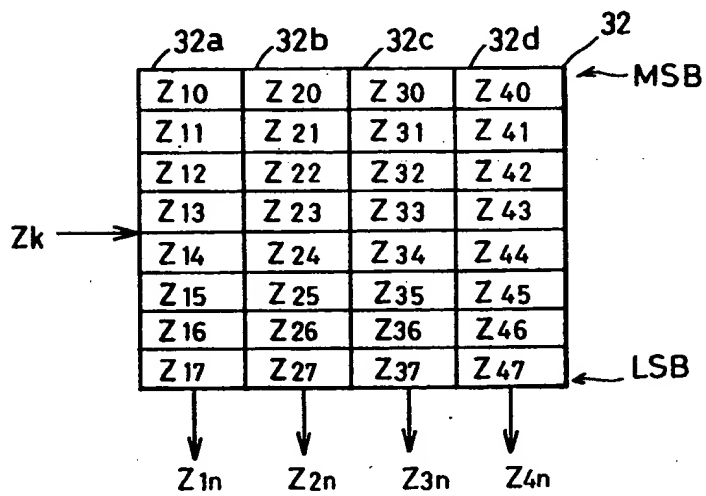 32a 32b 32c 32d 32
Z10 Z20 Z30 Z40 MSB
Z11 Z21 Z31 Z41
Z12 Z22 Z32 Z42
Z13 Z23 Z33 Z43
Zk
Z14 Z24 Z34 Z44
Z15 Z25 Z35 Z45
Z16 Z26 Z36 Z46
Z17 Z27 Z37 Z47 LSB
Z1n Z2n Z3n Z4n